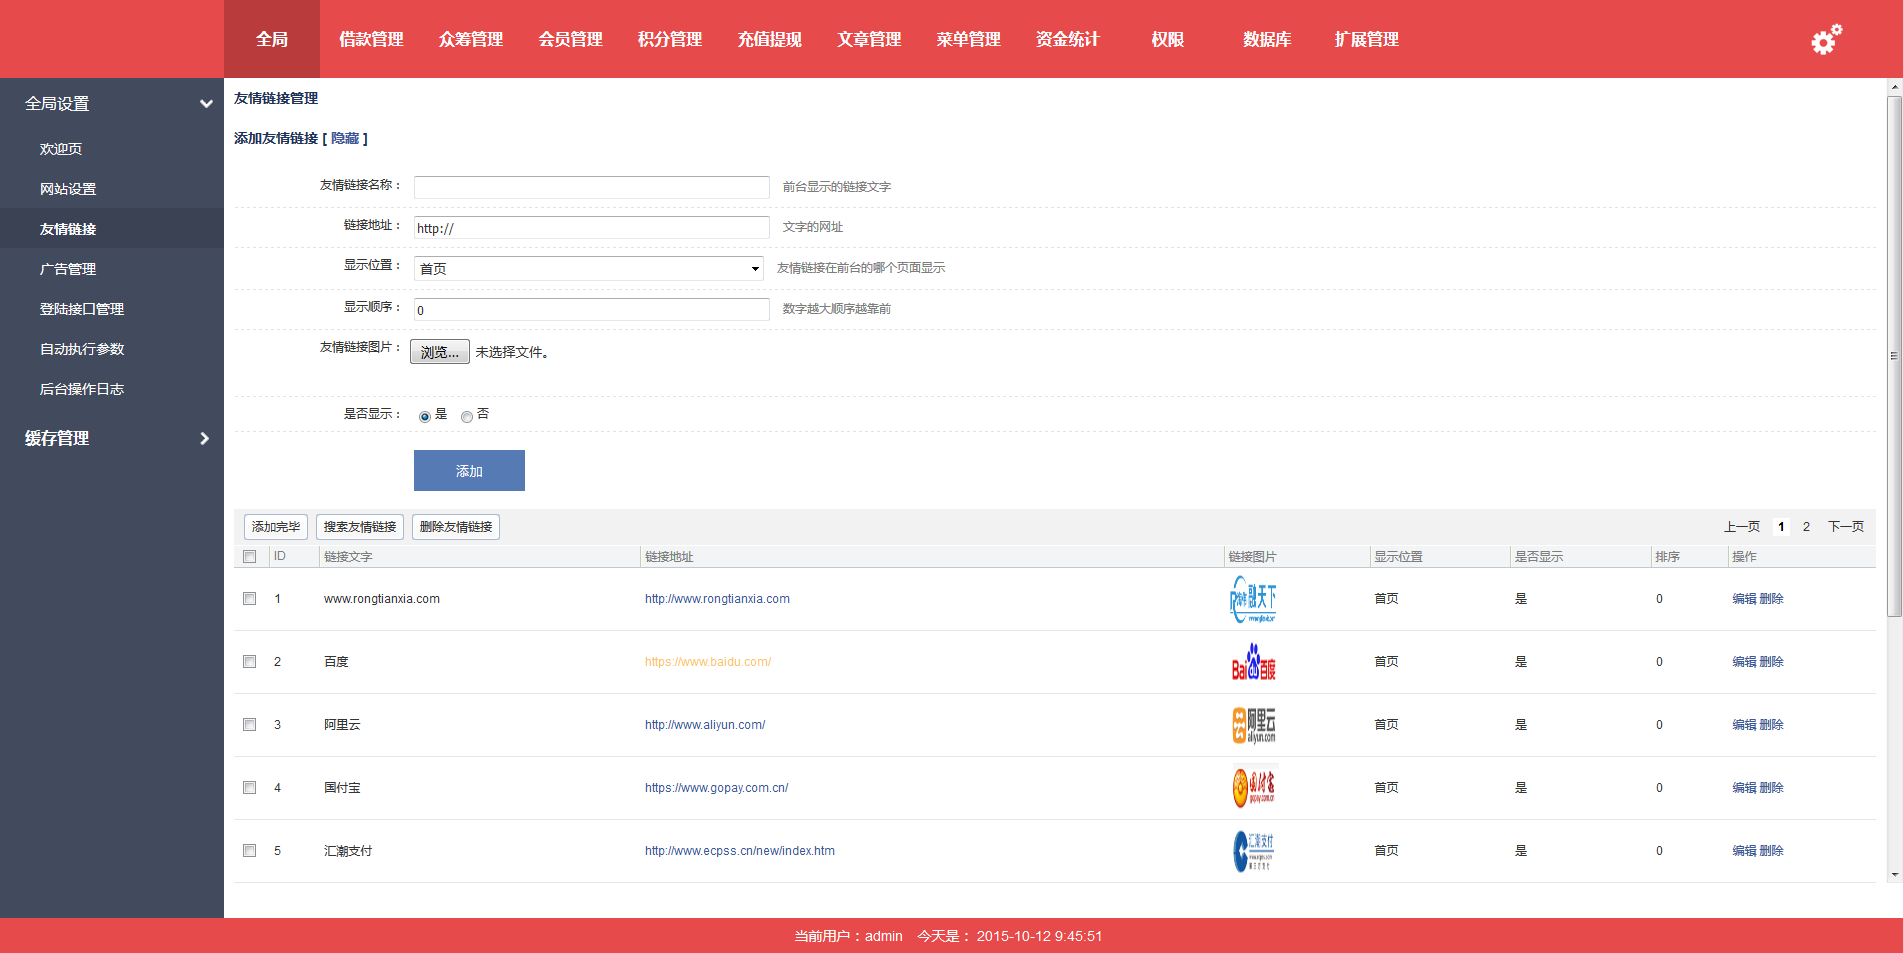 全局 借款管理 众筹管理 会员管理 积分管理 充值提现 文章管理 菜单管理 资金统计 权限 数据库 扩展管理
全局设置
欢迎页
网站设置
友情链接
广告管理
登陆接口管理
自动执行参数
后台操作日志
缓存管理
友情链接管理
添加友情链接 [ 隐藏 ]
友情链接名称： 前台显示的链接文字
链接地址： http:// 文字的网址
显示位置： 首页 友情链接在前台的哪个页面显示
显示顺序： 0 数字越大顺序越靠前
友情链接图片： 浏览... 未选择文件。
是否显示： 是 否
添加
添加完毕 搜索友情链接 删除友情链接 上一页 1 2 下一页
ID 链接文字 链接地址 链接图片 显示位置 是否显示 排序 操作
1 www.rongtianxia.com http://www.rongtianxia.com 融天下 首页 是 0 编辑 删除
2 百度 https://www.baidu.com/ Bai百度 首页 是 0 编辑 删除
3 阿里云 http://www.aliyun.com/ 阿里云 aliyun.com 首页 是 0 编辑 删除
4 国付宝 https://www.gopay.com.cn/ 国付宝 gopay.com.cn 首页 是 0 编辑 删除
5 汇潮支付 http://www.ecpss.cn/new/index.htm 汇潮支付 首页 是 0 编辑 删除
当前用户：admin 今天是： 2015-10-12 9:45:51